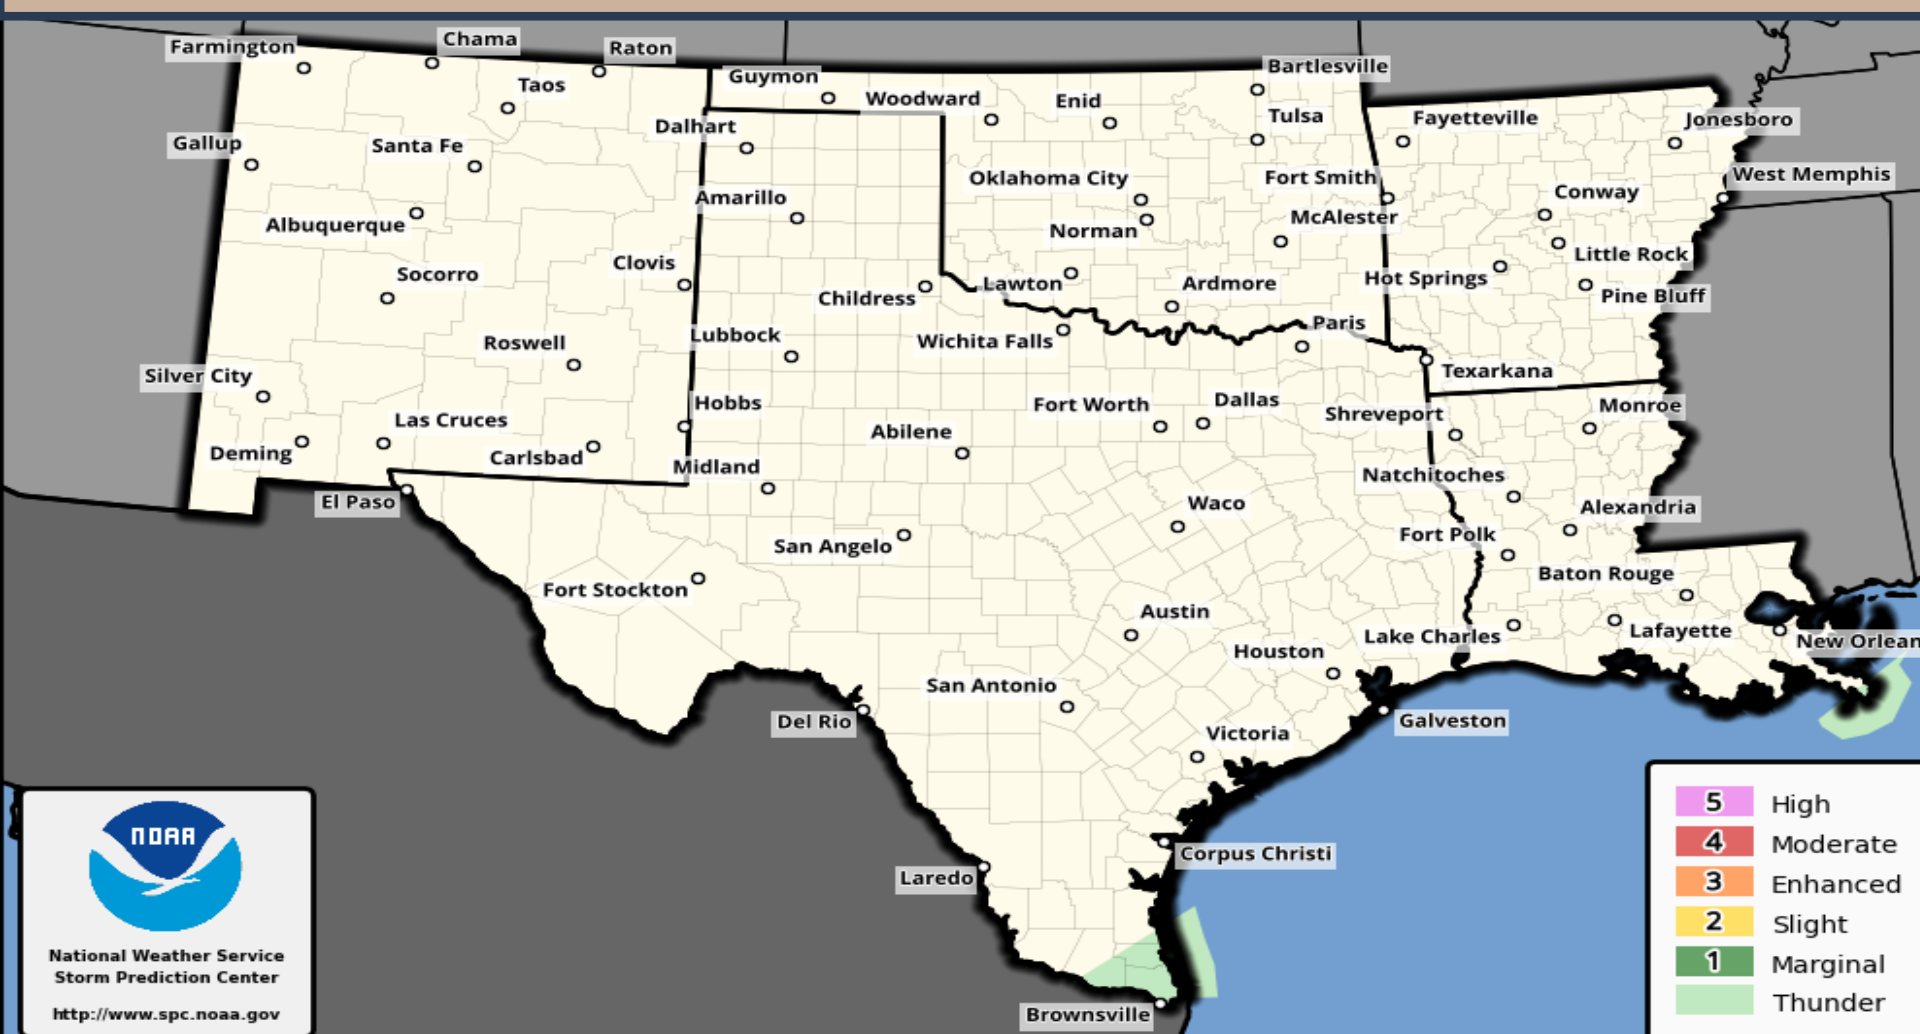 Farmington
Chama
Raton
Taos
Guymon
Woodward
Enid
Bartlesville
Tulsa
Fayetteville
Jonesboro
Gallup
Santa Fe
Dalhart
Oklahoma City
Fort Smith
West Memphis
Albuquerque
Amarillo
Norman
McAlester
Conway
Socorro
Clovis
Childress
Lawton
Ardmore
Hot Springs
Little Rock
Pine Bluff
Roswell
Lubbock
Wichita Falls
Paris
Texarkana
Silver City
Las Cruces
Hobbs
Abilene
Fort Worth
Dallas
Shreveport
Monroe
Deming
Carlsbad
Midland
Natchitoches
El Paso
San Angelo
Waco
Fort Polk
Alexandria
Fort Stockton
Austin
Baton Rouge
Houston
Lake Charles
Lafayette
New Orlean
San Antonio
Del Rio
Victoria
Galveston
Laredo
Corpus Christi
Brownsville
NOAA
National Weather Service
Storm Prediction Center
http://www.spc.noaa.gov
5 High
4 Moderate
3 Enhanced
2 Slight
1 Marginal
Thunder